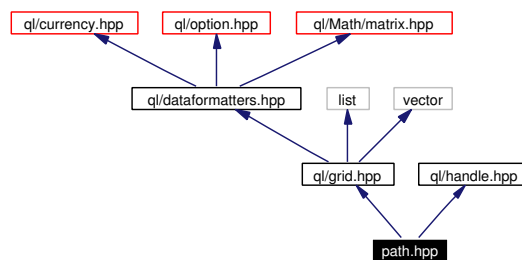 ql/currency.hpp ql/option.hpp ql/Math/matrix.hpp
ql/dataformatters.hpp list vector
ql/grid.hpp ql/handle.hpp
path.hpp